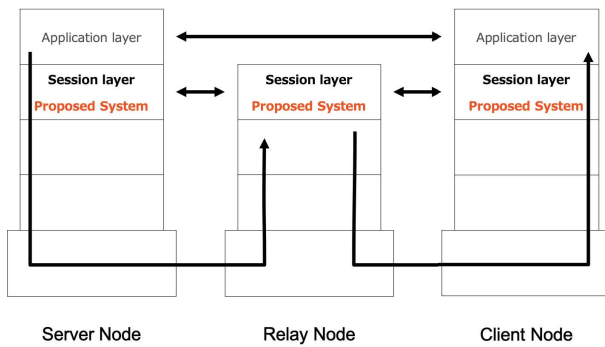 Application layer
Application layer
Session layer
Session layer
Session layer
Proposed System
Proposed System
Proposed System
Server Node
Relay Node
Client Node